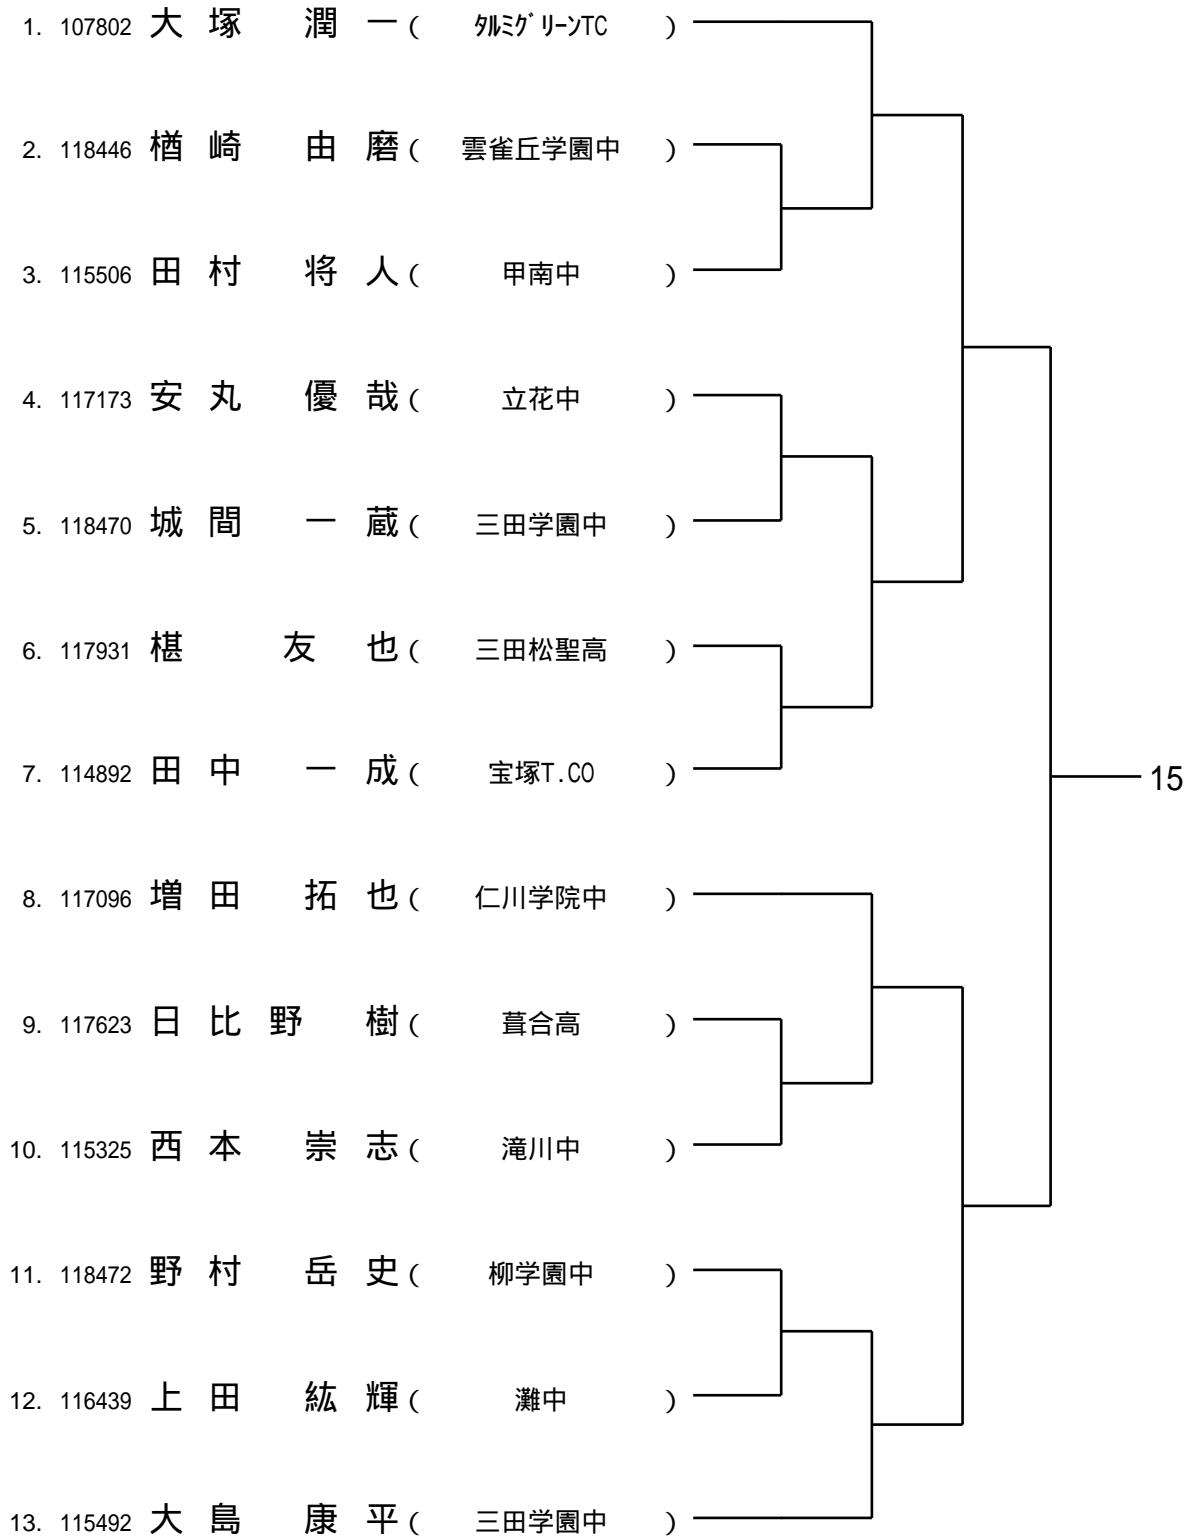 1. 107802 大塚 潤一 ( ﾀﾙﾐｸﾞﾘｰﾝTC )
2. 118446 楢崎 由磨 ( 雲雀丘学園中 )
3. 115506 田村 将人 ( 甲南中 )
4. 117173 安丸 優哉 ( 立花中 )
5. 118470 城間 一蔵 ( 三田学園中 )
6. 117931 椹 友也 ( 三田松聖高 )
7. 114892 田中 一成 ( 宝塚T.CO )
15
8. 117096 増田 拓也 ( 仁川学院中 )
9. 117623 日比野 樹 ( 葺合高 )
10. 115325 西本 崇志 ( 滝川中 )
11. 118472 野村 岳史 ( 柳学園中 )
12. 116439 上田 紘輝 ( 灘中 )
13. 115492 大島 康平 ( 三田学園中 )